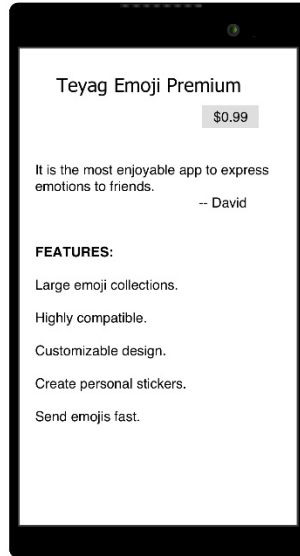 Teyag Emoji Premium
$0.99
It is the most enjoyable app to express
emotions to friends.
-- David
FEATURES:
Large emoji collections.
Highly compatible.
Customizable design.
Create personal stickers.
Send emojis fast.